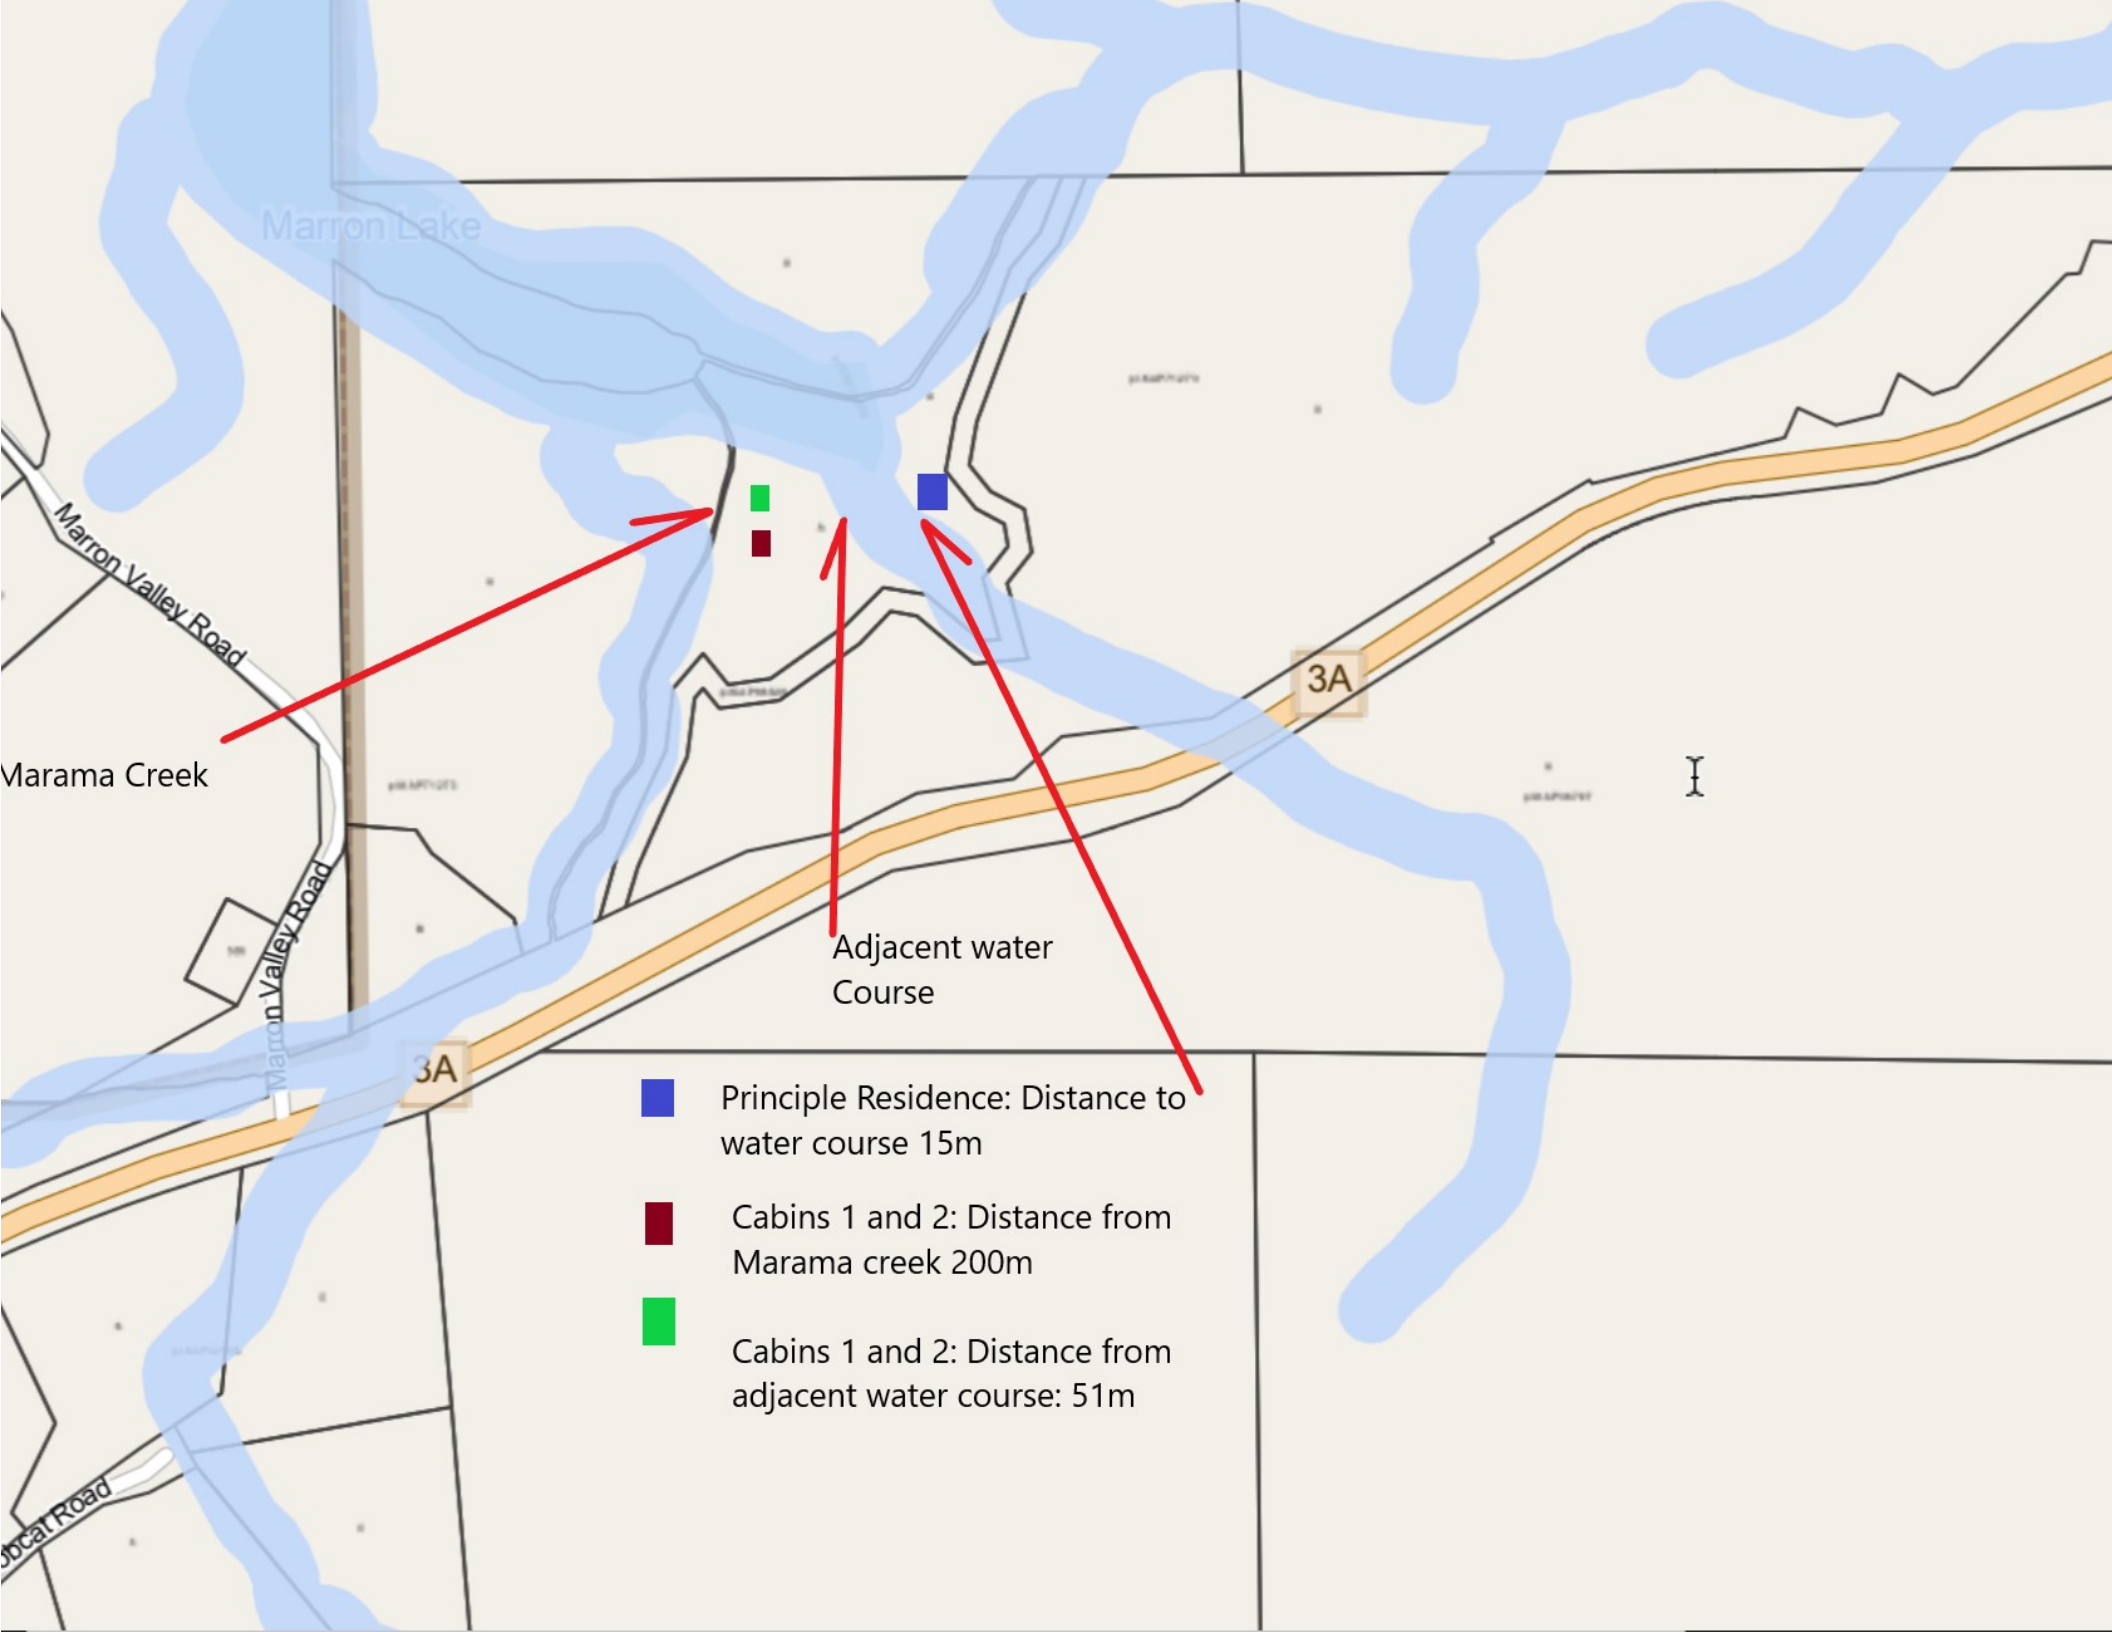 Marron Lake
Marron Valley Road
3A
Marama Creek
Marron Valley Road
Adjacent water
Course
Marron
3A
Principle Residence: Distance to
water course 15m
Cabins 1 and 2: Distance from
Marama creek 200m
Cabins 1 and 2: Distance from
adjacent water course: 51m
Road